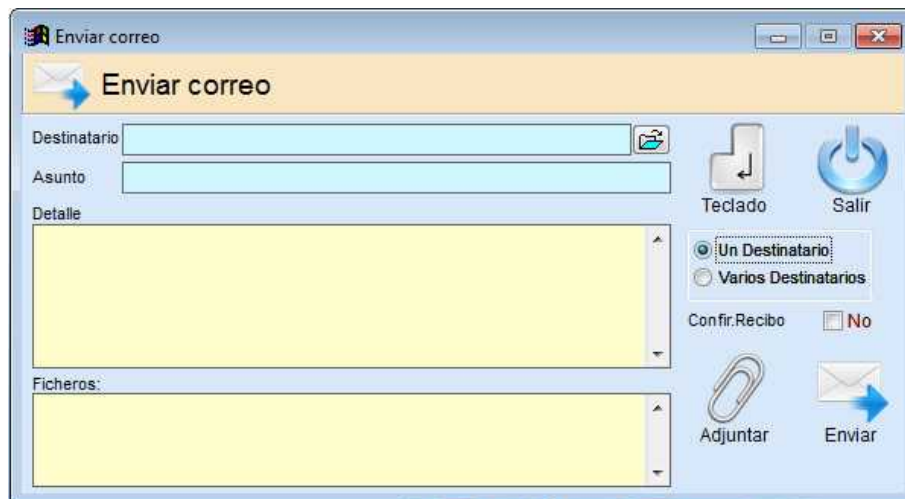 Enviar correo
Enviar correo
Destinatario
Asunto
Teclado Salir
Detalle
Un Destinatario
Varios Destinatarios
Confir.Recibo No
Ficheros:
Adjuntar Enviar